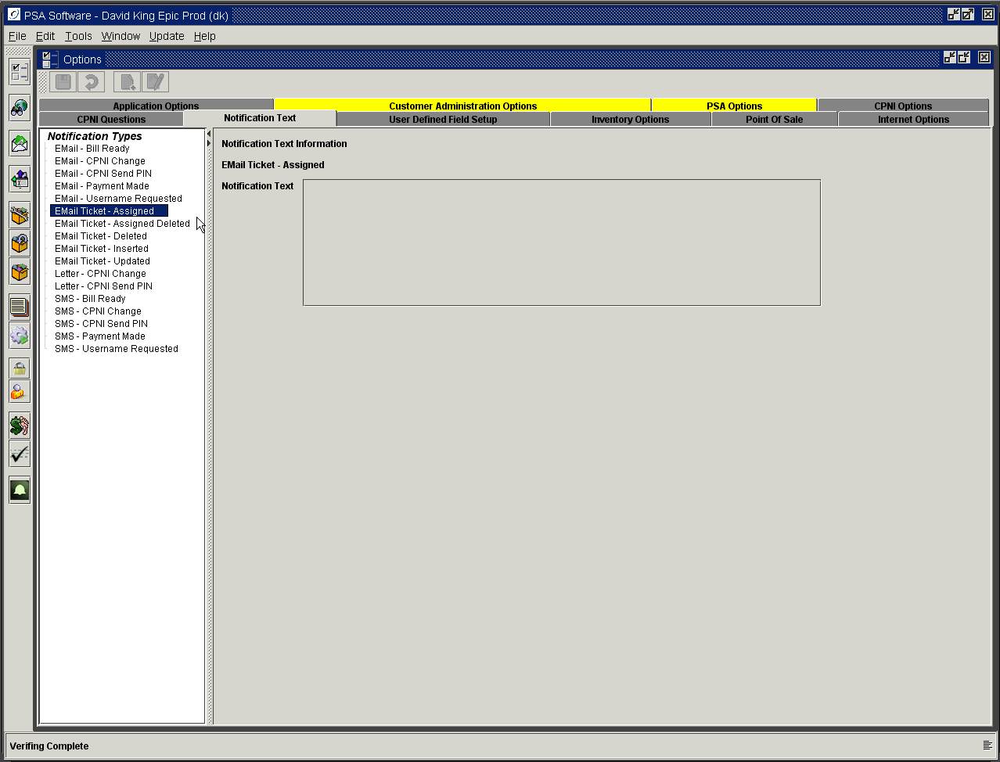 PSA Software - David King Epic Prod (dk)
File Edit Tools Window Update Help
Options
Application Options Customer Administration Options PSA Options CPNI Options
CPNI Questions Notification Text User Defined Field Setup Inventory Options Point Of Sale Internet Options
Notification Types
EMail - Bill Ready
EMail - CPNI Change
EMail - CPNI Send PIN
EMail - Payment Made
EMail - Username Requested
EMail Ticket - Assigned
EMail Ticket - Assigned Deleted
EMail Ticket - Deleted
EMail Ticket - Inserted
EMail Ticket - Updated
Letter - CPNI Change
Letter - CPNI Send PIN
SMS - Bill Ready
SMS - CPNI Change
SMS - CPNI Send PIN
SMS - Payment Made
SMS - Username Requested
Notification Text Information
EMail Ticket - Assigned
Notification Text
Verifing Complete